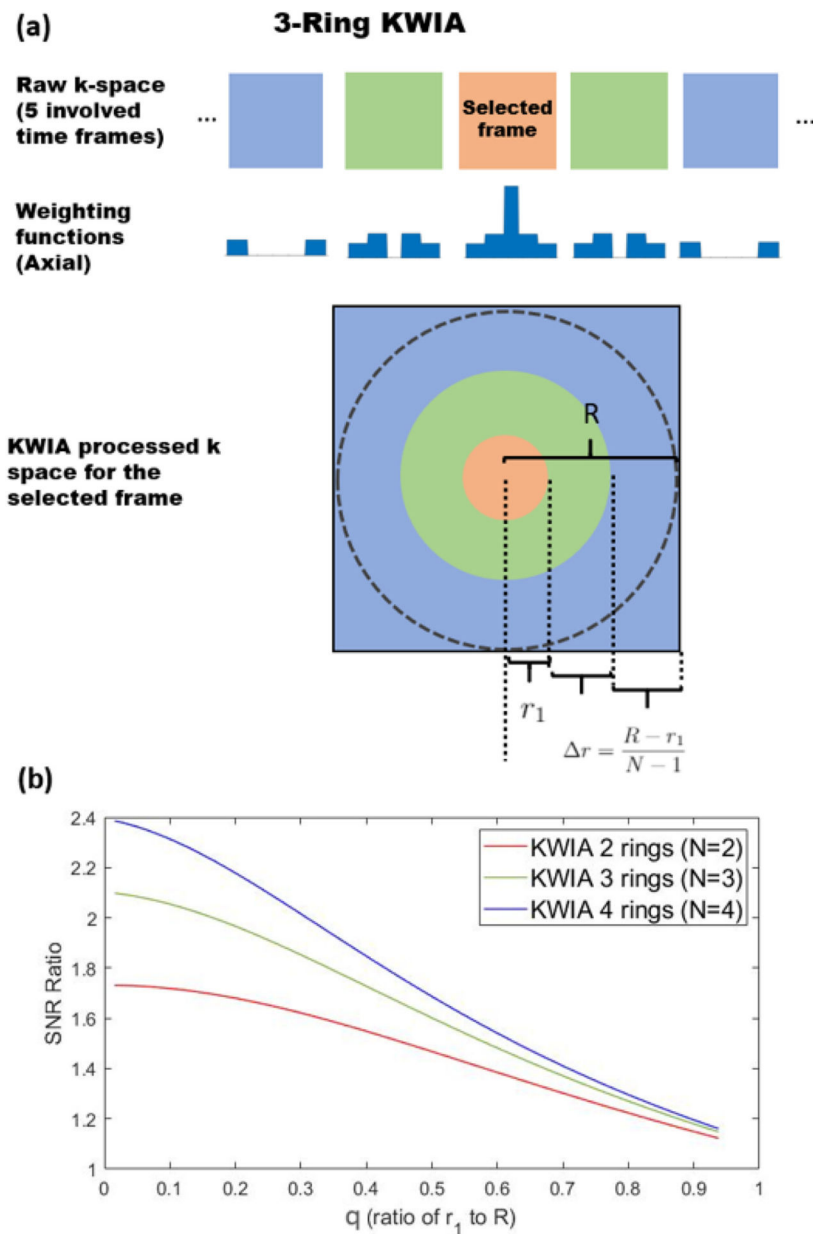 (a)
3-Ring KWIA
Raw k-space
(5 involved
time frames)
...
Selected
frame
...
Weighting
functions
(Axial)
KWIA processed k
space for the
selected frame
R
r1
Δr = (R − r1)/(N − 1)
(b)
SNR Ratio
2.4
2.2
2
1.8
1.6
1.4
1.2
1
KWIA 2 rings (N=2)
KWIA 3 rings (N=3)
KWIA 4 rings (N=4)
0 0.1 0.2 0.3 0.4 0.5 0.6 0.7 0.8 0.9 1
q (ratio of r1 to R)